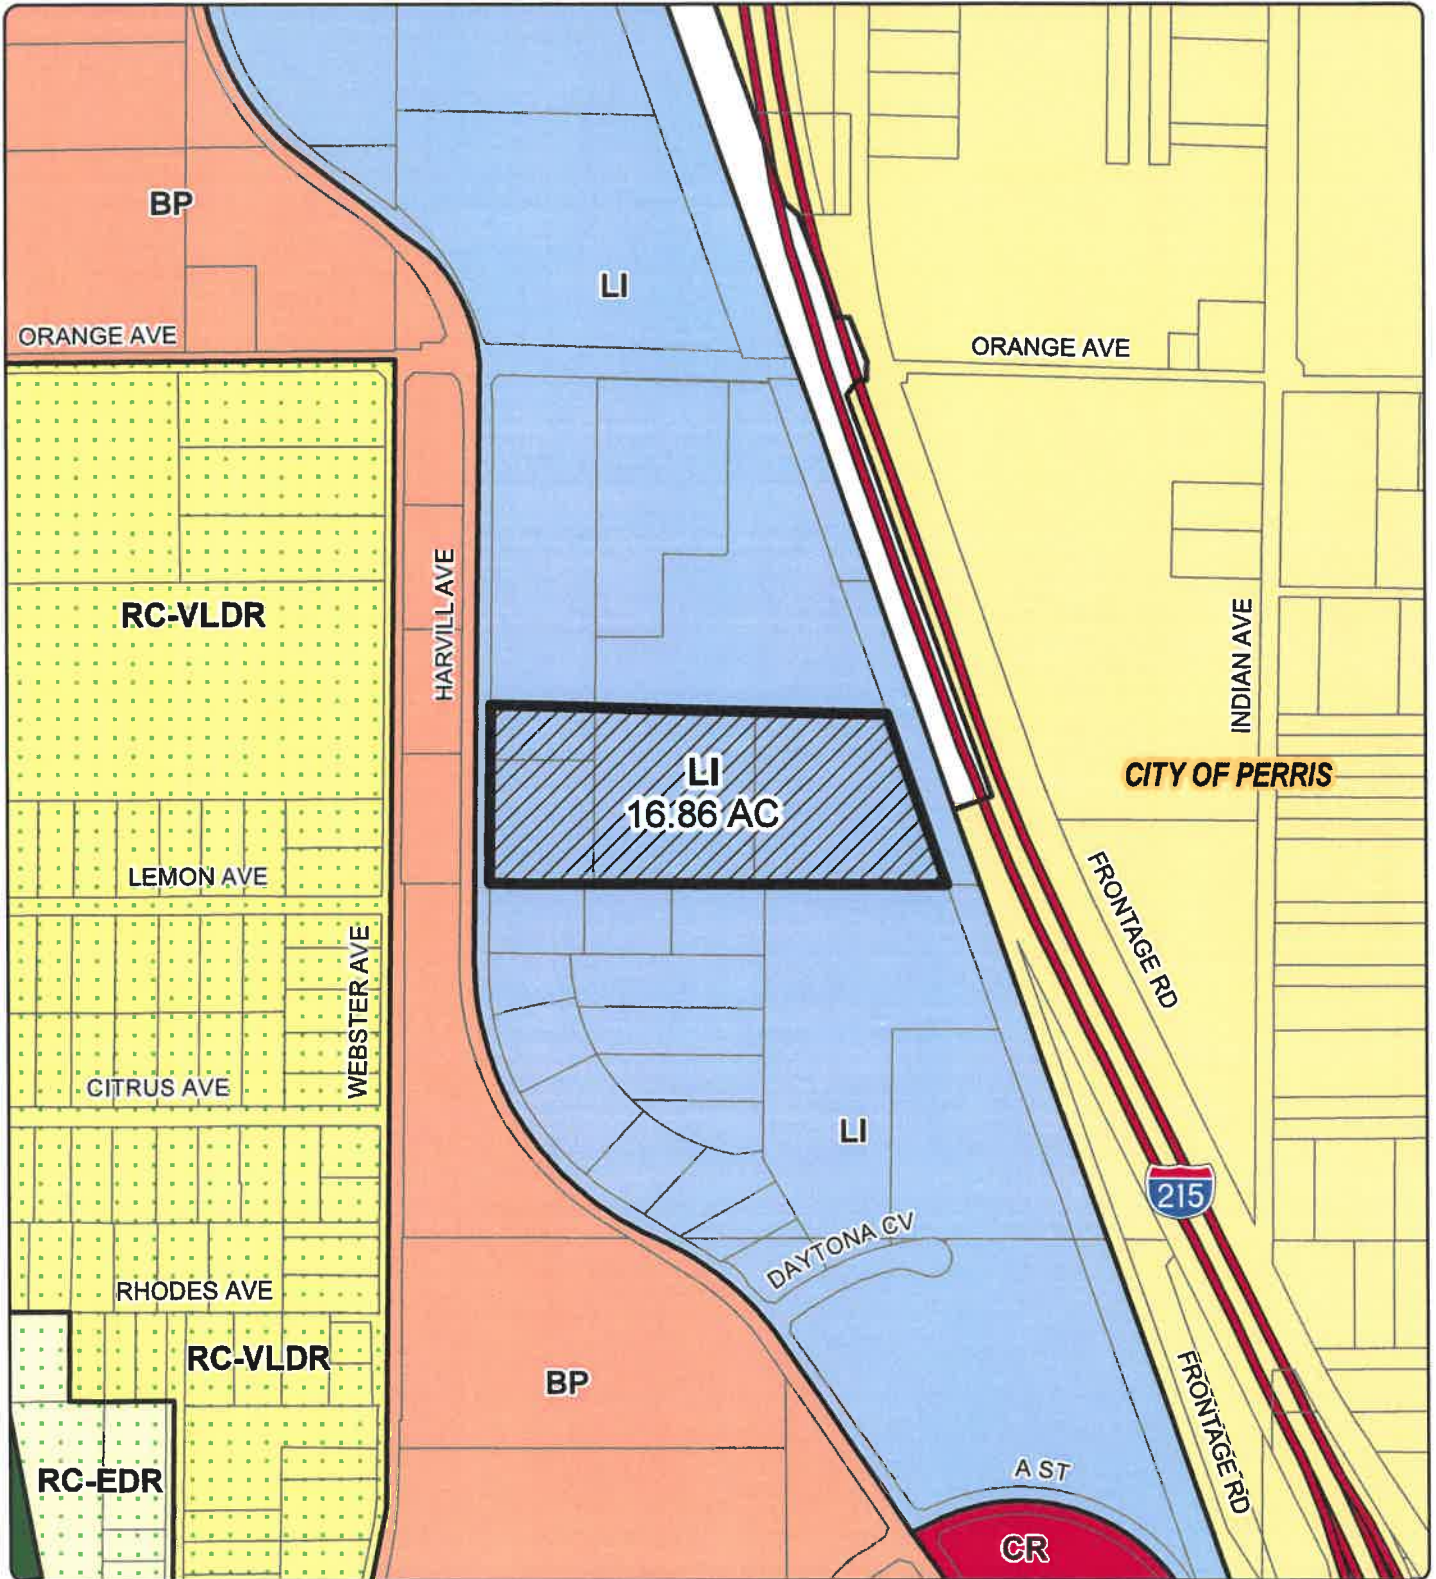 BP
LI
ORANGE AVE
ORANGE AVE
RC-VLDR
HARVILL AVE
INDIAN AVE
LI
16.86 AC
CITY OF PERRIS
LEMON AVE
FRONTAGE RD
WEBSTER AVE
CITRUS AVE
LI
215
DAYTONA CV
RHODES AVE
RC-VLDR
BP
FRONTAGE RD
RC-EDR
A ST
CR